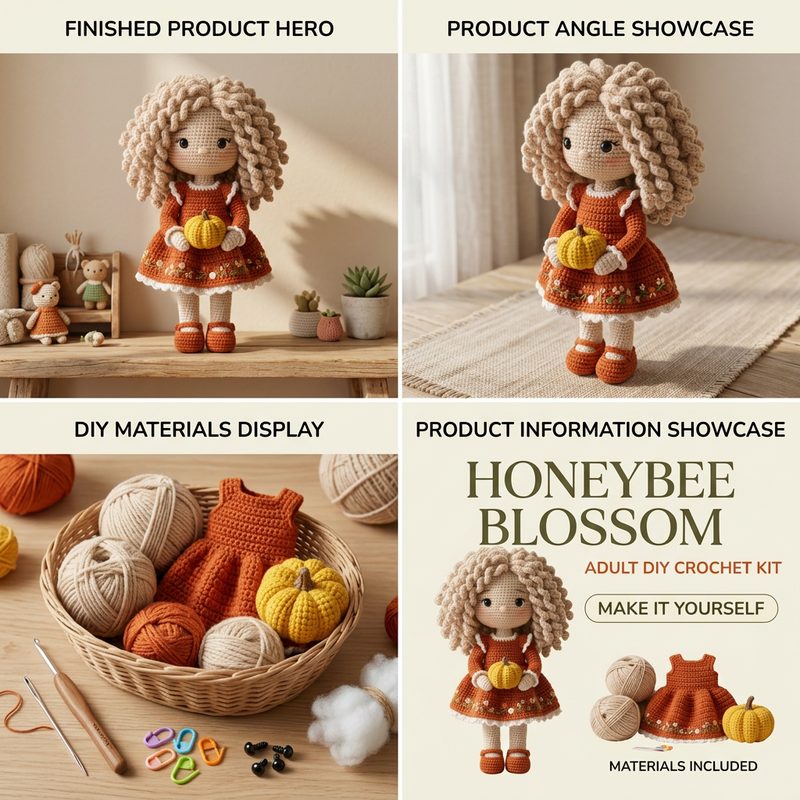 FINISHED PRODUCT HERO
PRODUCT ANGLE SHOWCASE
DIY MATERIALS DISPLAY
PRODUCT INFORMATION SHOWCASE
HONEYBEE
BLOSSOM
ADULT DIY CROCHET KIT
MAKE IT YOURSELF
MATERIALS INCLUDED